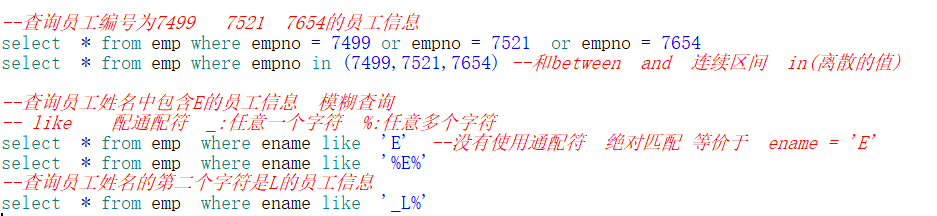 --查询员工编号为7499   7521  7654的员工信息
select  * from emp where empno = 7499 or empno = 7521  or empno = 7654
select  * from emp where empno in (7499,7521,7654) --和between  and  连续区间  in(离散的值)
--查询员工姓名中包含E的员工信息  模糊查询
-- like    配通配符  _:任意一个字符  %:任意多个字符
select  * from emp  where ename like  'E'  --没有使用通配符  绝对匹配 等价于  ename = 'E'
select  * from emp  where ename like  '%E%'
--查询员工姓名的第二个字符是L的员工信息
select  * from emp  where ename like  '_L%'